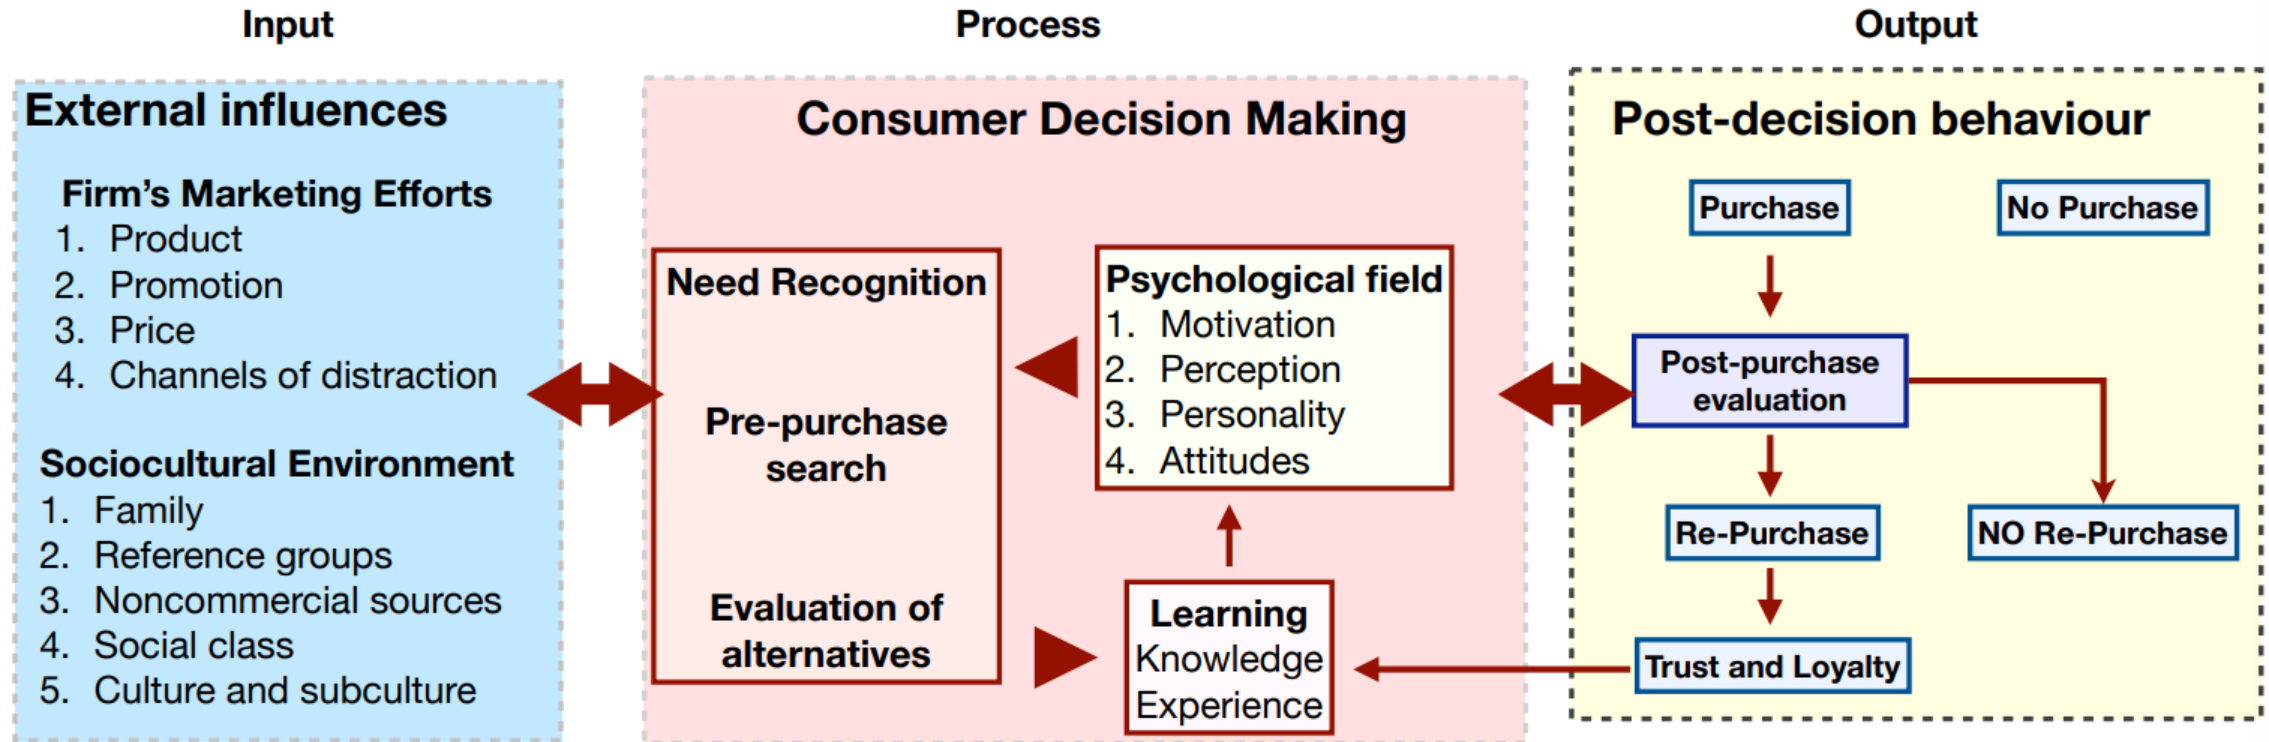 Input
Process
Output
External influences
Firm’s Marketing Efforts
1. Product
2. Promotion
3. Price
4. Channels of distraction
Sociocultural Environment
1. Family
2. Reference groups
3. Noncommercial sources
4. Social class
5. Culture and subculture
Consumer Decision Making
Need Recognition
Pre-purchase
search
Evaluation of
alternatives
Psychological field
1. Motivation
2. Perception
3. Personality
4. Attitudes
Learning
Knowledge
Experience
Post-decision behaviour
Purchase
No Purchase
Post-purchase
evaluation
Re-Purchase
NO Re-Purchase
Trust and Loyalty